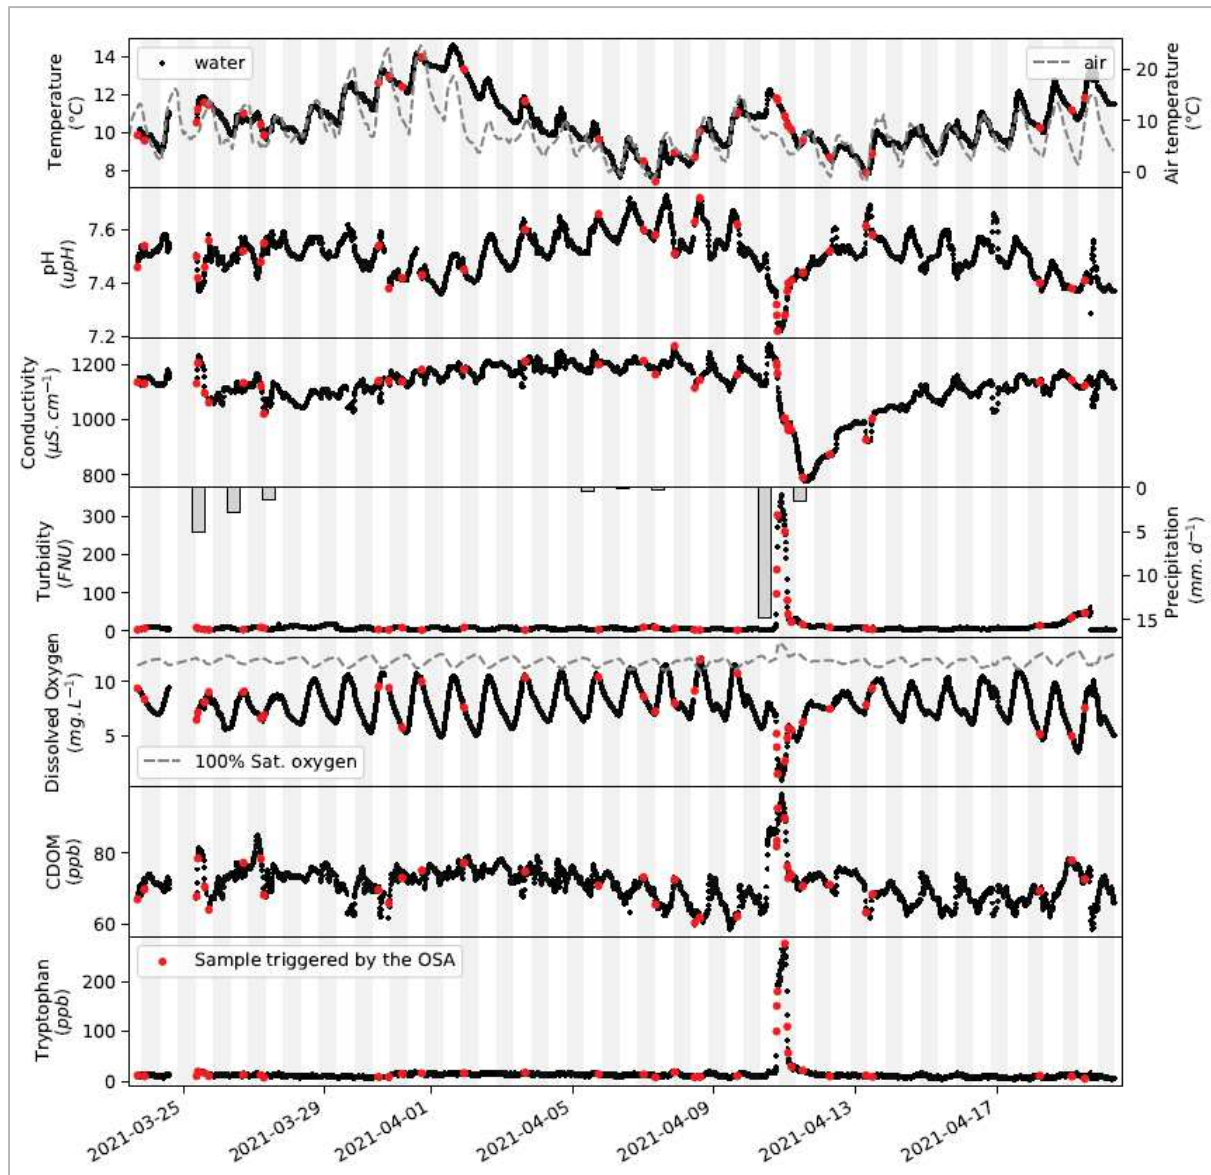 water
air
14
12
10
8
Temperature
(°C)
20
10
0
Air temperature
(°C)
7.6
7.4
7.2
pH
(upH)
1200
1000
800
Conductivity
(μS. cm⁻¹)
300
200
100
0
Turbidity
(FNU)
0
5
10
15
Precipitation
(mm. d⁻¹)
10
5
Dissolved Oxygen
(mg. L⁻¹)
100% Sat. oxygen
80
60
CDOM
(ppb)
Sample triggered by the OSA
200
100
0
Tryptophan
(ppb)
2021-03-25
2021-03-29
2021-04-01
2021-04-05
2021-04-09
2021-04-13
2021-04-17